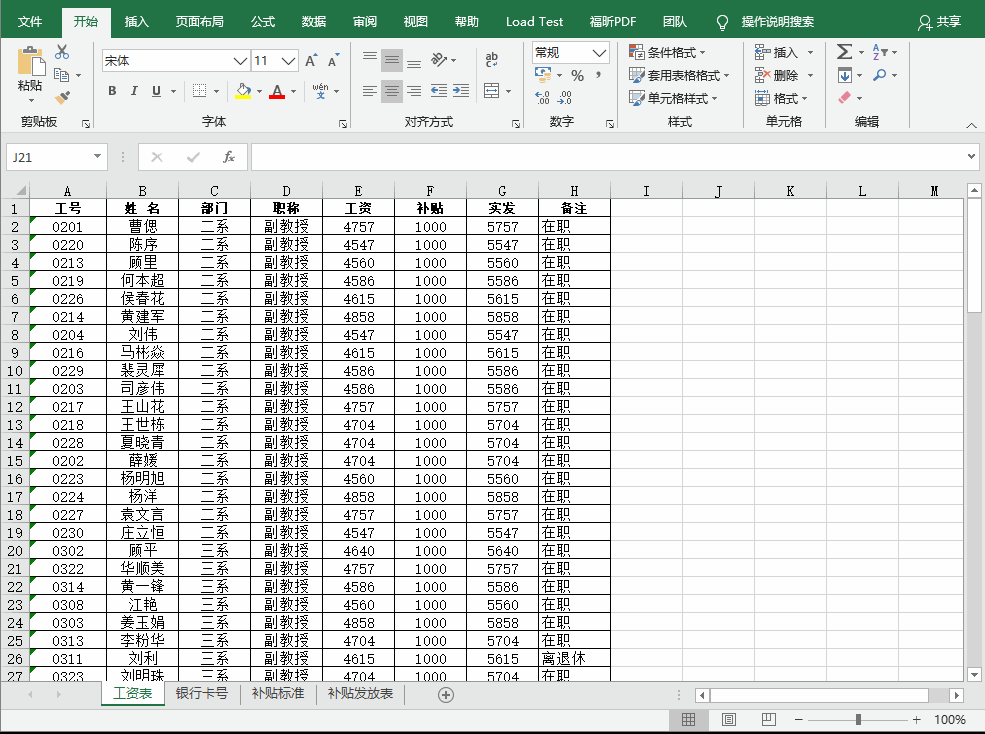 文件 开始 插入 页面布局 公式 数据 审阅 视图 帮助 Load Test 福昕PDF 团队 操作说明搜索 共享
宋体 11 A A ab c 常规 条件格式 插入 Σ A Z
粘贴 % , 套用表格格式 删除
B I U A wén 文 .00 .0 单元格样式 格式
剪贴板 字体 对齐方式 数字 样式 单元格 编辑
J21 fx
A B C D E F G H I J K L M
1 工号 姓 名 部门 职称 工资 补贴 实发 备注
2 0201 曹偲 二系 副教授 4757 1000 5757 在职
3 0220 陈序 二系 副教授 4547 1000 5547 在职
4 0213 顾里 二系 副教授 4560 1000 5560 在职
5 0219 何本超 二系 副教授 4586 1000 5586 在职
6 0226 侯春花 二系 副教授 4615 1000 5615 在职
7 0214 黄建军 二系 副教授 4858 1000 5858 在职
8 0204 刘伟 二系 副教授 4547 1000 5547 在职
9 0216 马彬焱 二系 副教授 4615 1000 5615 在职
10 0229 裴灵犀 二系 副教授 4586 1000 5586 在职
11 0203 司彦伟 二系 副教授 4586 1000 5586 在职
12 0217 王山花 二系 副教授 4757 1000 5757 在职
13 0218 王世栋 二系 副教授 4704 1000 5704 在职
14 0228 夏晓青 二系 副教授 4704 1000 5704 在职
15 0202 薛媛 二系 副教授 4704 1000 5704 在职
16 0223 杨明旭 二系 副教授 4560 1000 5560 在职
17 0224 杨洋 二系 副教授 4858 1000 5858 在职
18 0227 袁文言 二系 副教授 4757 1000 5757 在职
19 0230 庄立恒 二系 副教授 4547 1000 5547 在职
20 0302 顾平 三系 副教授 4640 1000 5640 在职
21 0322 华顺美 三系 副教授 4757 1000 5757 在职
22 0314 黄一锋 三系 副教授 4586 1000 5586 在职
23 0308 江艳 三系 副教授 4560 1000 5560 在职
24 0303 姜玉娟 三系 副教授 4858 1000 5858 在职
25 0313 李粉华 三系 副教授 4704 1000 5704 在职
26 0311 刘利 三系 副教授 4615 1000 5615 离退休
27 0323 刘明珠 三系 副教授 4704 1000 5704 在职
工资表 银行卡号 补贴标准 补贴发放表
100%